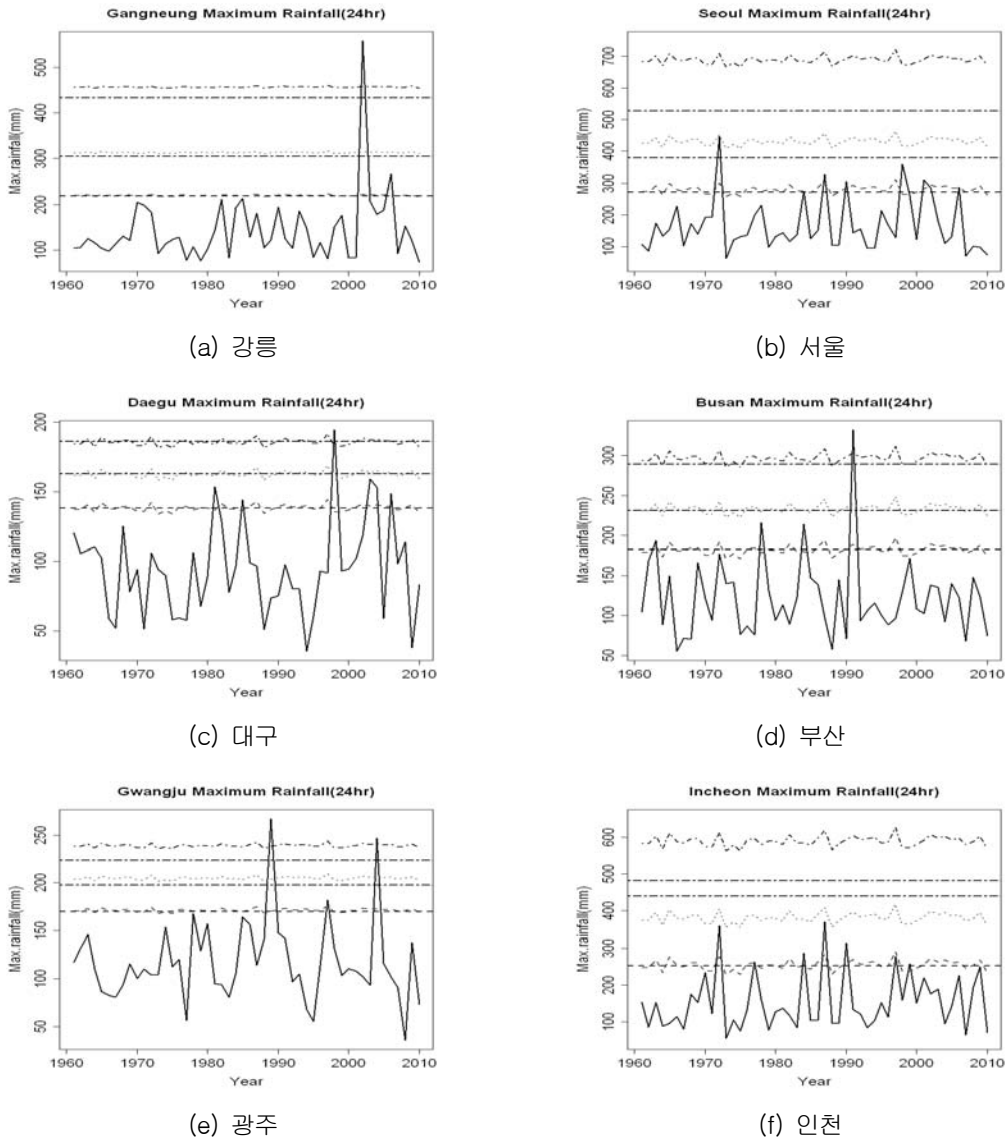 Gangneung Maximum Rainfall(24hr)
Max.rainfall(mm)
100 200 300 400 500
1960 1970 1980 1990 2000 2010
Year
(a) 강릉
Seoul Maximum Rainfall(24hr)
Max.rainfall(mm)
100 200 300 400 500 600 700
1960 1970 1980 1990 2000 2010
Year
(b) 서울
Daegu Maximum Rainfall(24hr)
Max.rainfall(mm)
50 100 150 200
1960 1970 1980 1990 2000 2010
Year
(c) 대구
Busan Maximum Rainfall(24hr)
Max.rainfall(mm)
50 100 150 200 250 300
1960 1970 1980 1990 2000 2010
Year
(d) 부산
Gwangju Maximum Rainfall(24hr)
Max.rainfall(mm)
50 100 150 200 250
1960 1970 1980 1990 2000 2010
Year
(e) 광주
Incheon Maximum Rainfall(24hr)
Max.rainfall(mm)
100 200 300 400 500 600
1960 1970 1980 1990 2000 2010
Year
(f) 인천